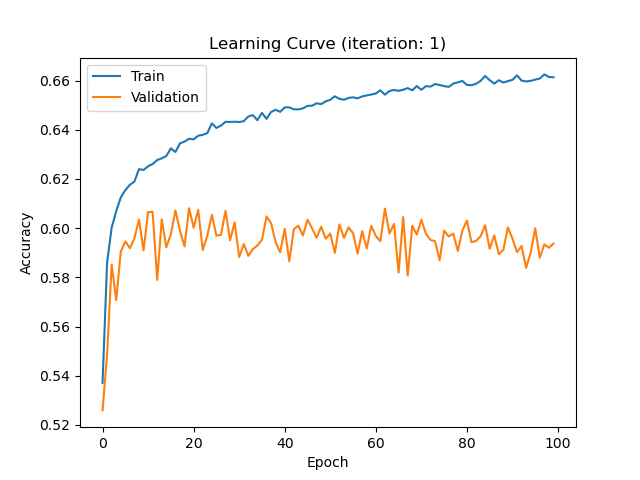 Learning Curve (iteration: 1)
Train
Validation
0.66
0.64
0.62
0.60
0.58
0.56
0.54
0.52
Accuracy
0 20 40 60 80 100
Epoch